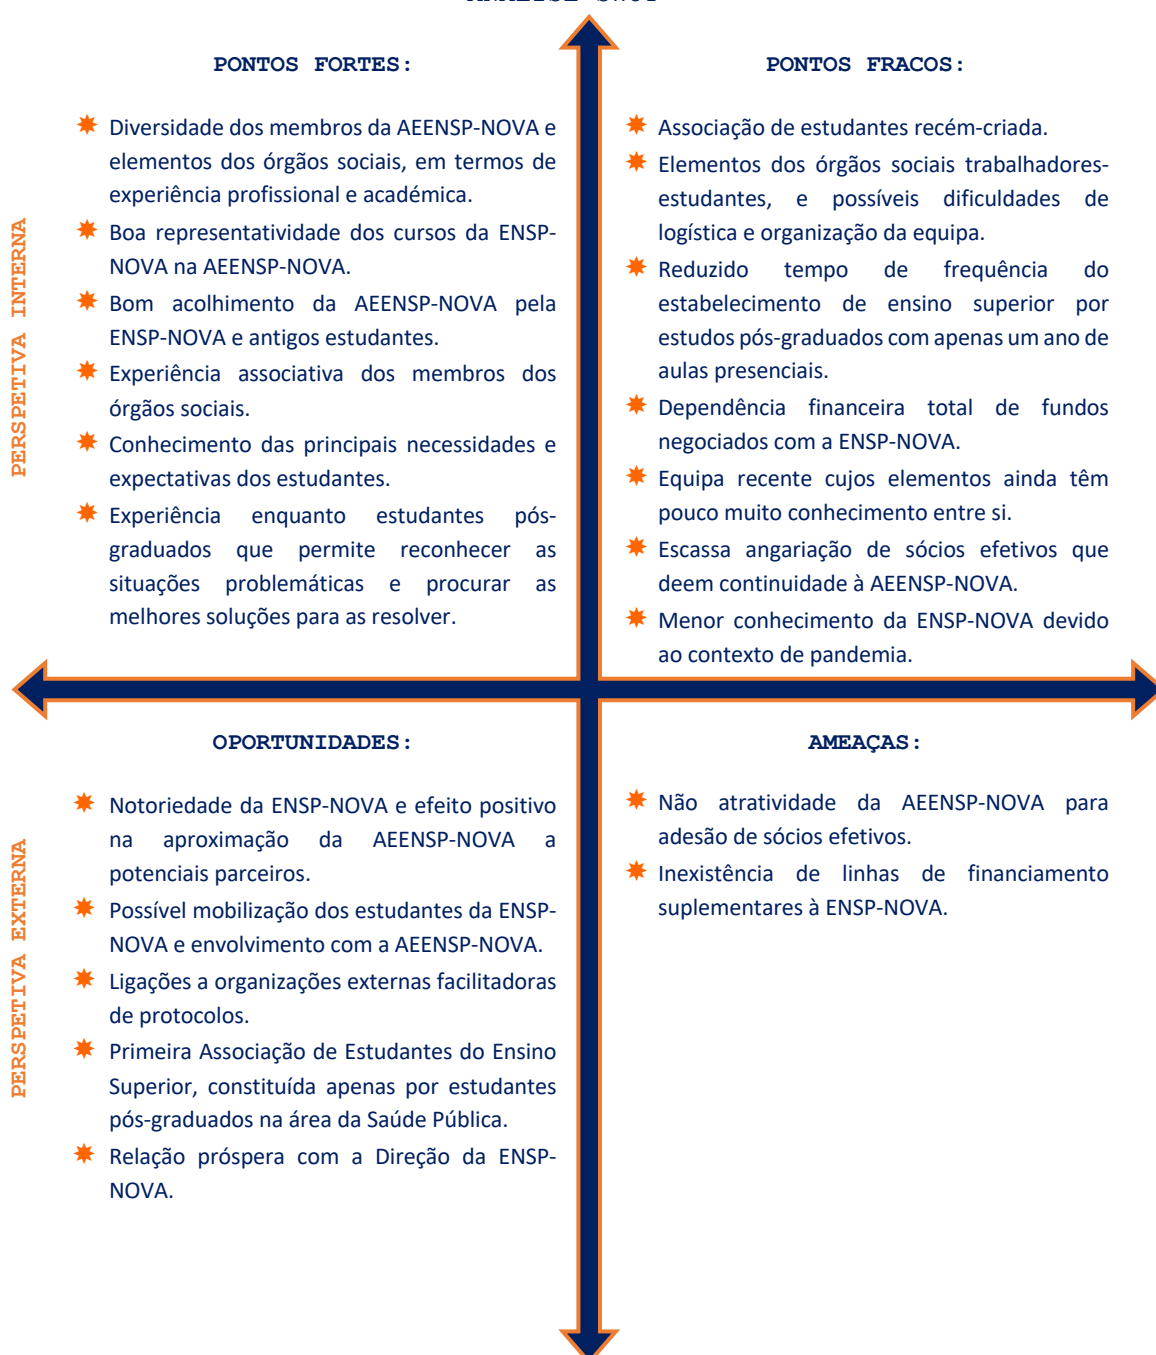 PONTOS FORTES:
Diversidade dos membros da AEENSP-NOVA e
elementos dos órgãos sociais, em termos de
experiência profissional e académica.
Boa representatividade dos cursos da ENSP-
NOVA na AEENSP-NOVA.
Bom acolhimento da AEENSP-NOVA pela
ENSP-NOVA e antigos estudantes.
Experiência associativa dos membros dos
órgãos sociais.
Conhecimento das principais necessidades e
expectativas dos estudantes.
Experiência enquanto estudantes pós-
graduados que permite reconhecer as
situações problemáticas e procurar as
melhores soluções para as resolver.
PONTOS FRACOS:
Associação de estudantes recém-criada.
Elementos dos órgãos sociais trabalhadores-
estudantes, e possíveis dificuldades de
logística e organização da equipa.
Reduzido tempo de frequência do
estabelecimento de ensino superior por
estudos pós-graduados com apenas um ano de
aulas presenciais.
Dependência financeira total de fundos
negociados com a ENSP-NOVA.
Equipa recente cujos elementos ainda têm
pouco muito conhecimento entre si.
Escassa angariação de sócios efetivos que
deem continuidade à AEENSP-NOVA.
Menor conhecimento da ENSP-NOVA devido
ao contexto de pandemia.
PERSPETIVA INTERNA
OPORTUNIDADES:
Notoriedade da ENSP-NOVA e efeito positivo
na aproximação da AEENSP-NOVA a
potenciais parceiros.
Possível mobilização dos estudantes da ENSP-
NOVA e envolvimento com a AEENSP-NOVA.
Ligações a organizações externas facilitadoras
de protocolos.
Primeira Associação de Estudantes do Ensino
Superior, constituída apenas por estudantes
pós-graduados na área da Saúde Pública.
Relação próspera com a Direção da ENSP-
NOVA.
AMEAÇAS:
Não atratividade da AEENSP-NOVA para
adesão de sócios efetivos.
Inexistência de linhas de financiamento
suplementares à ENSP-NOVA.
PERSPETIVA EXTERNA